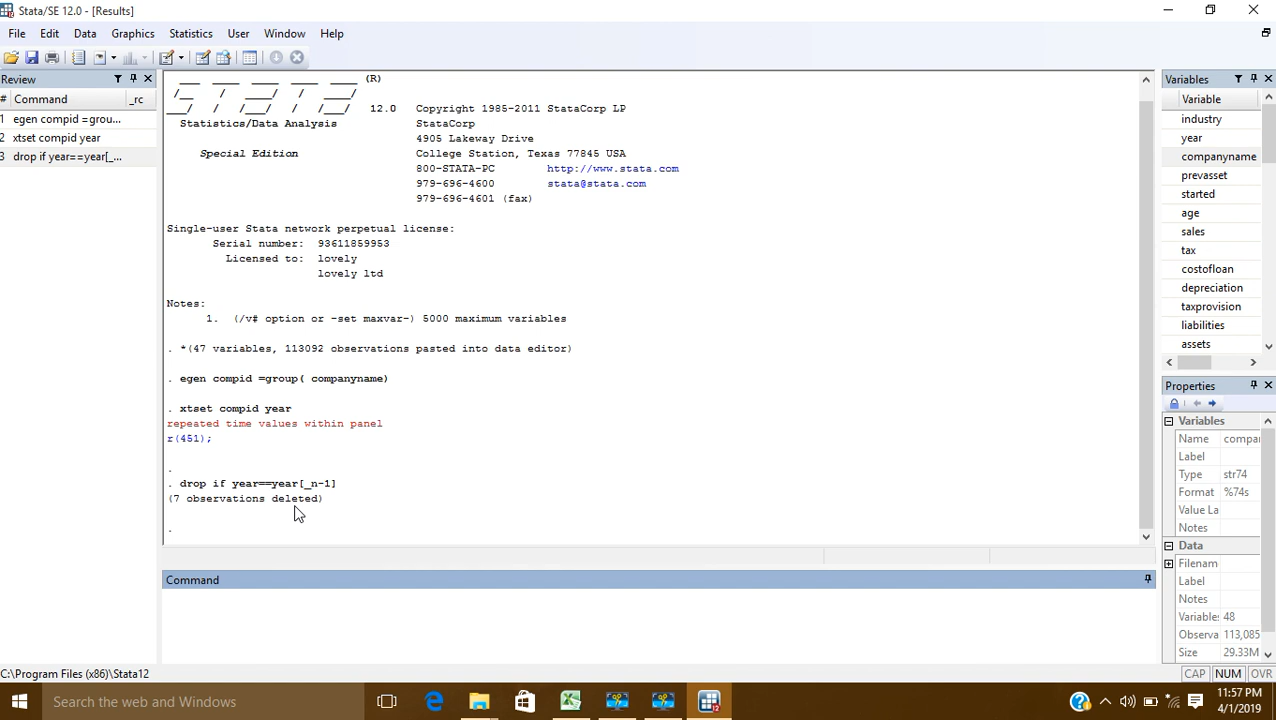 Stata/SE 12.0 - [Results]
File Edit Data Graphics Statistics User Window Help
Review
# Command _rc
1 egen compid =grou...
2 xtset compid year
3 drop if year==year[_...
(R)
12.0 Copyright 1985-2011 StataCorp LP
Statistics/Data Analysis StataCorp
4905 Lakeway Drive
Special Edition College Station, Texas 77845 USA
800-STATA-PC http://www.stata.com
979-696-4600 stata@stata.com
979-696-4601 (fax)
Single-user Stata network perpetual license:
Serial number: 93611859953
Licensed to: lovely
lovely ltd
Notes:
1. (/v# option or -set maxvar-) 5000 maximum variables
. *(47 variables, 113092 observations pasted into data editor)
. egen compid =group( companyname)
. xtset compid year
repeated time values within panel
r(451);
.
. drop if year==year[_n-1]
(7 observations deleted)
.
Command
Variables
Variable
industry
year
companyname
prevasset
started
age
sales
tax
costofloan
depreciation
taxprovision
liabilities
assets
Properties
Variables
Name compar
Label
Type str74
Format %74s
Value La
Notes
Data
Filenam
Label
Notes
Variables 48
Observa 113,085
Size 29.33M
C:\Program Files (x86)\Stata12
CAP NUM OVR
Search the web and Windows
11:57 PM
4/1/2019